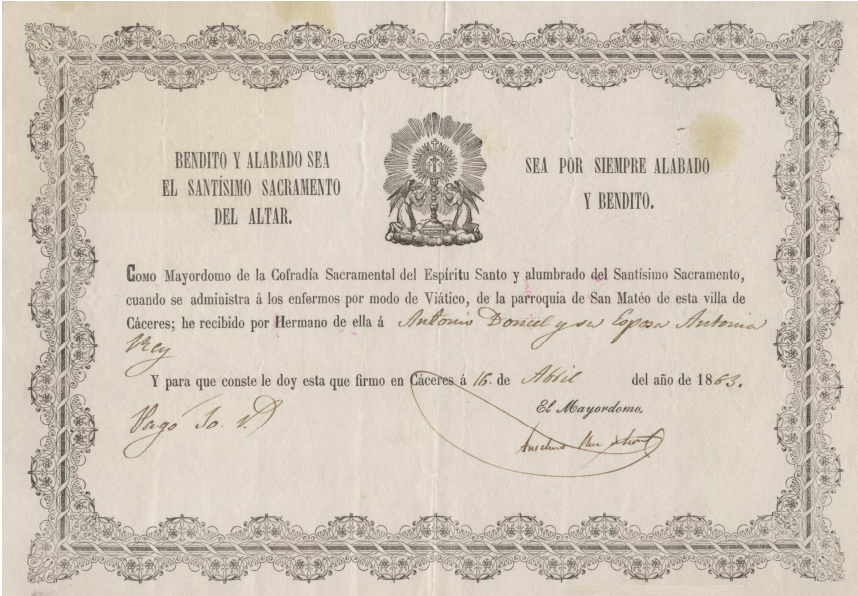 BENDITO Y ALABADO SEA
EL SANTÍSIMO SACRAMENTO
DEL ALTAR.
SEA POR SIEMPRE ALABADO
Y BENDITO.
COMO Mayordomo de la Cofradía Sacramental del Espíritu Santo y alumbrado del Santísimo Sacramento,
cuando se administra á los enfermos por modo de Viático, de la parroquia de San Matéo de esta villa de
Cáceres; he recibido por Hermano de ella á Antonio Doncel y su Esposa Antonia
Rey
Y para que conste le doy esta que firmo en Cáceres á 16. de Abril del año de 1863.
El Mayordomo.
Pagó
Anselmo